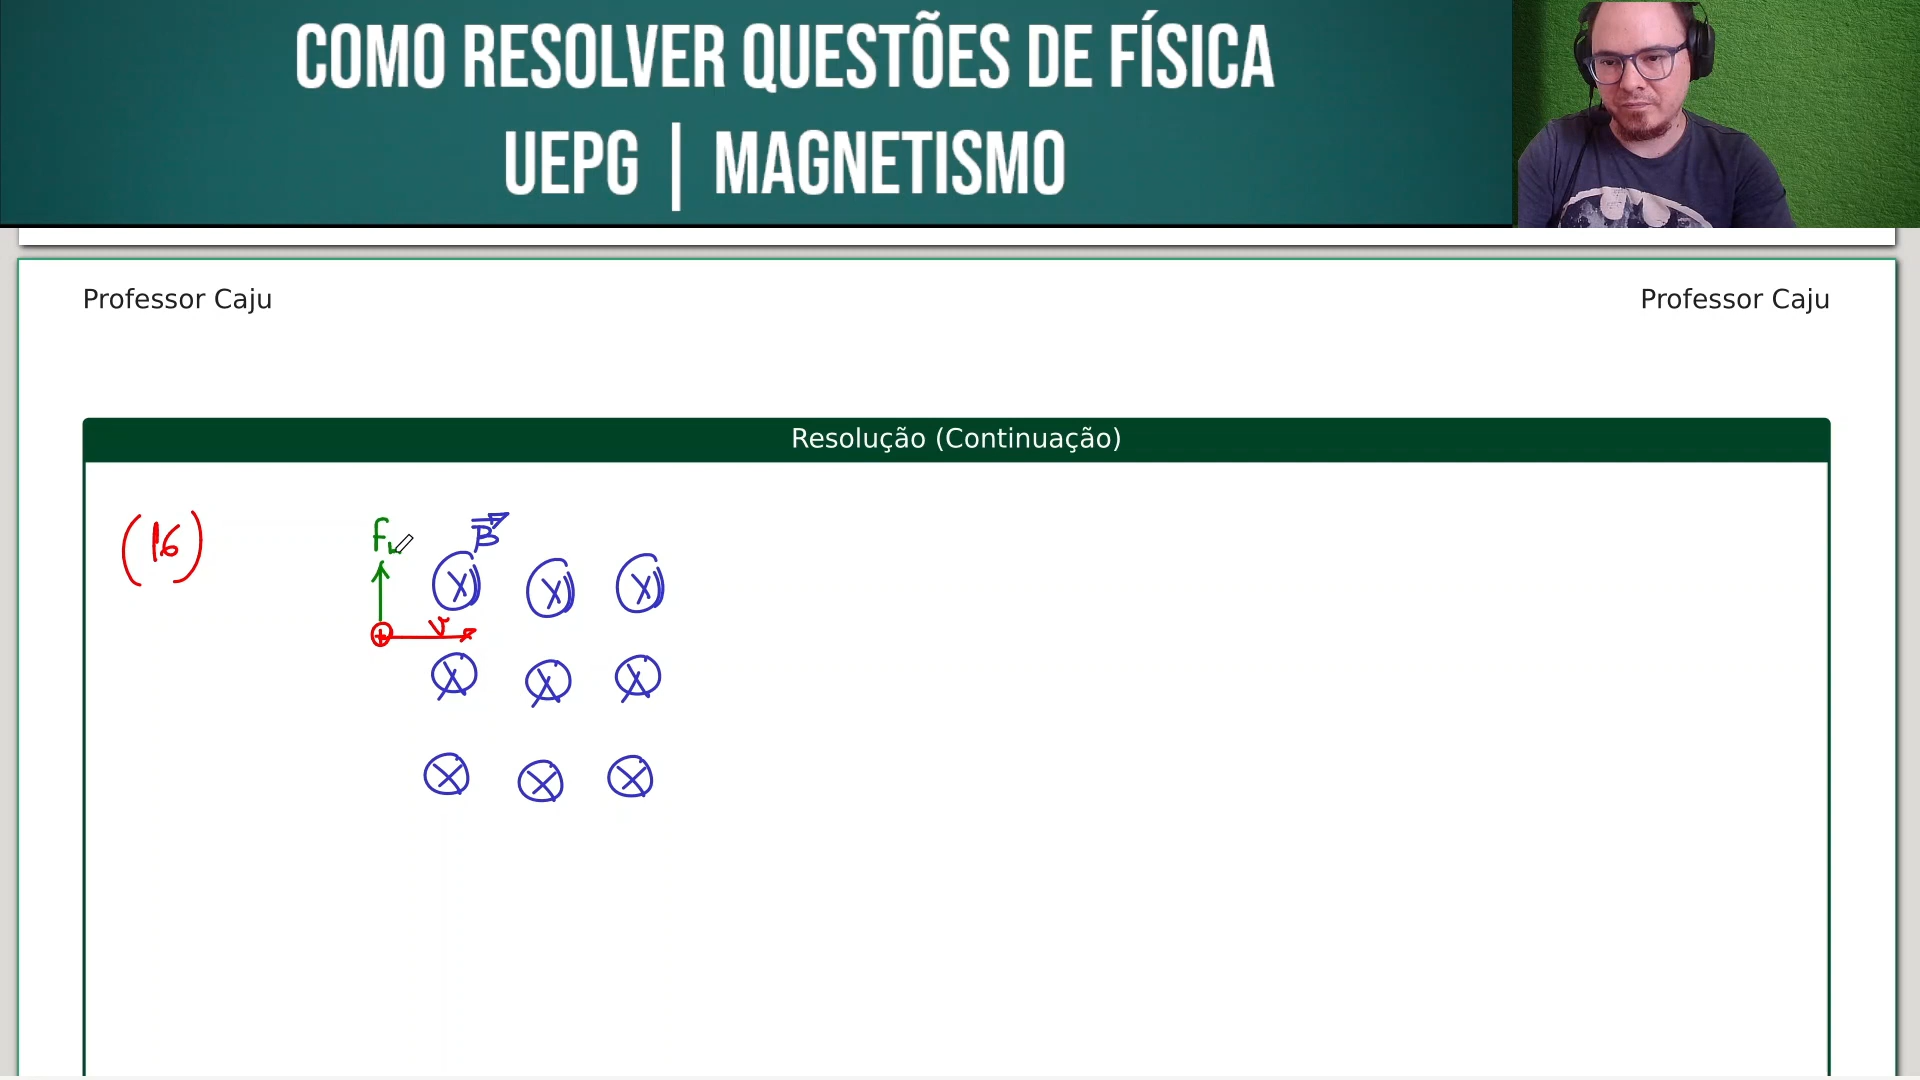 COMO RESOLVER QUESTÕES DE FÍSICA
UEPG | MAGNETISMO
Professor Caju
Professor Caju
Resolução (Continuação)
(16)
B
V